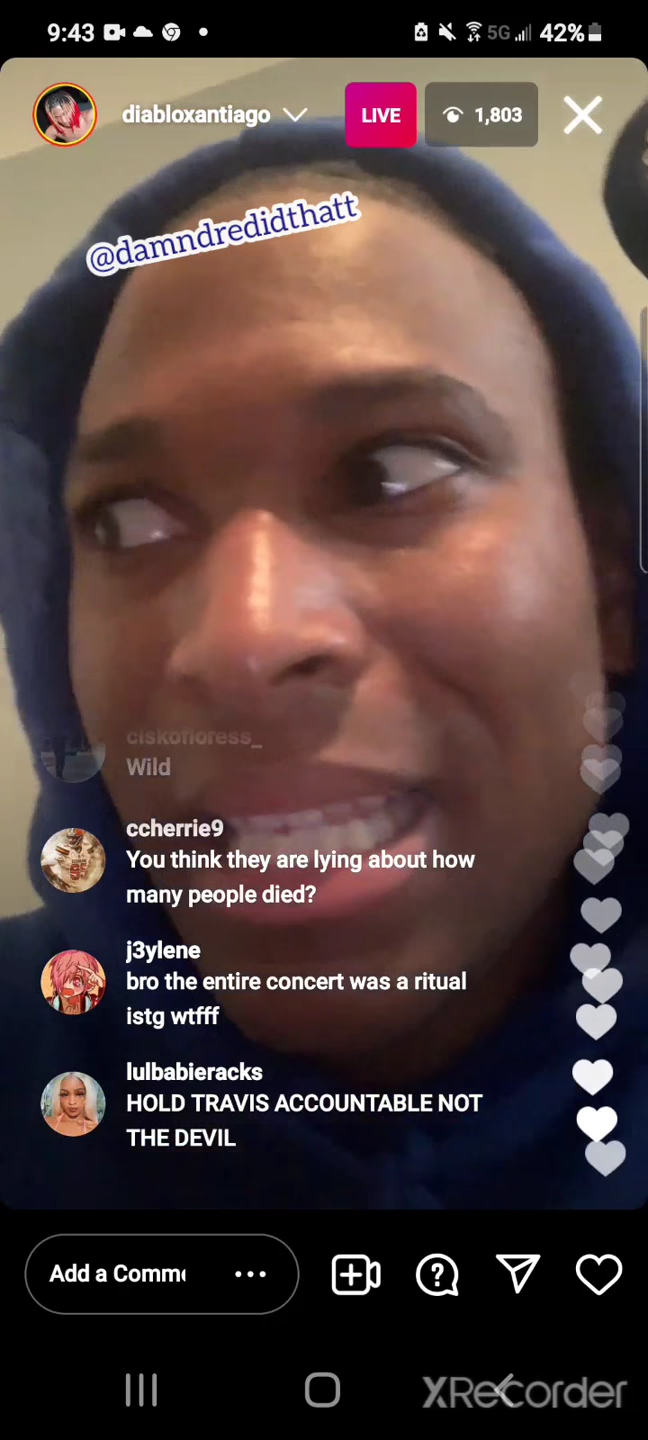 9:43
5G
42%
diabloxantiago
LIVE
1,803
@damndredidthatt
ciskofloress_
Wild
ccherrie9
You think they are lying about how
many people died?
j3ylene
bro the entire concert was a ritual
istg wtfff
lulbabieracks
HOLD TRAVIS ACCOUNTABLE NOT
THE DEVIL
Add a Comme
XRecorder